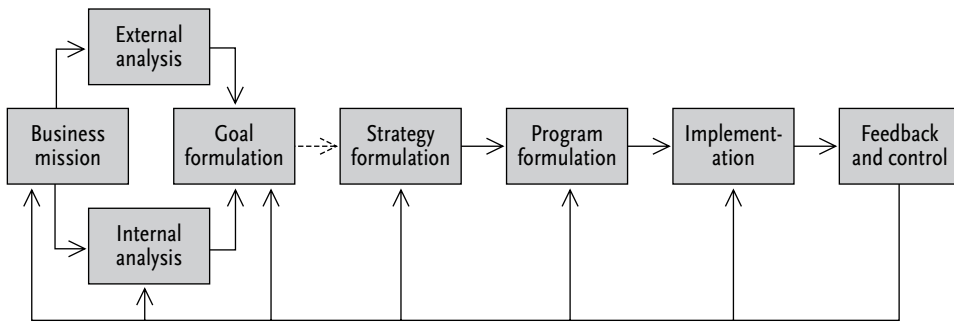 External
analysis
Business
mission
Goal
formulation
Strategy
formulation
Program
formulation
Implement-
ation
Feedback
and control
Internal
analysis